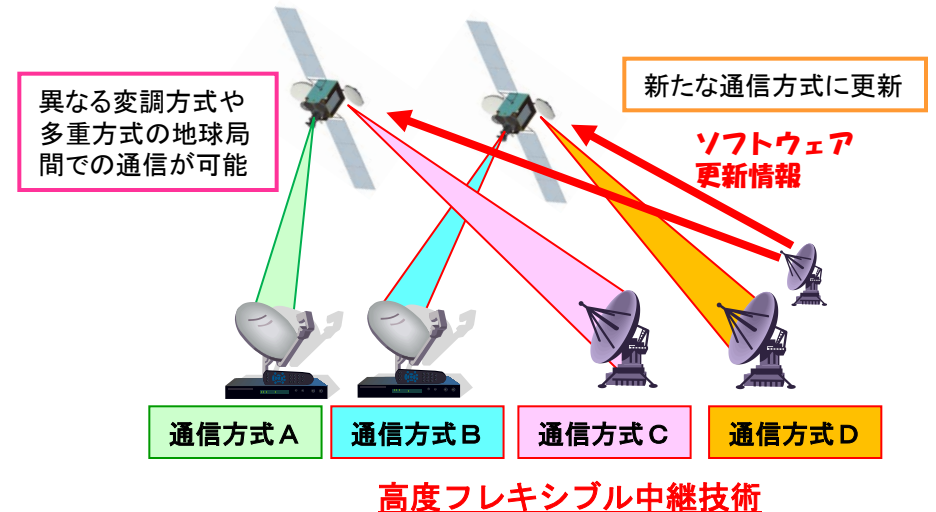 異なる変調方式や
多重方式の地球局
間での通信が可能
新たな通信方式に更新
ソフトウェア
更新情報
通信方式A
通信方式B
通信方式C
通信方式D
高度フレキシブル中継技術